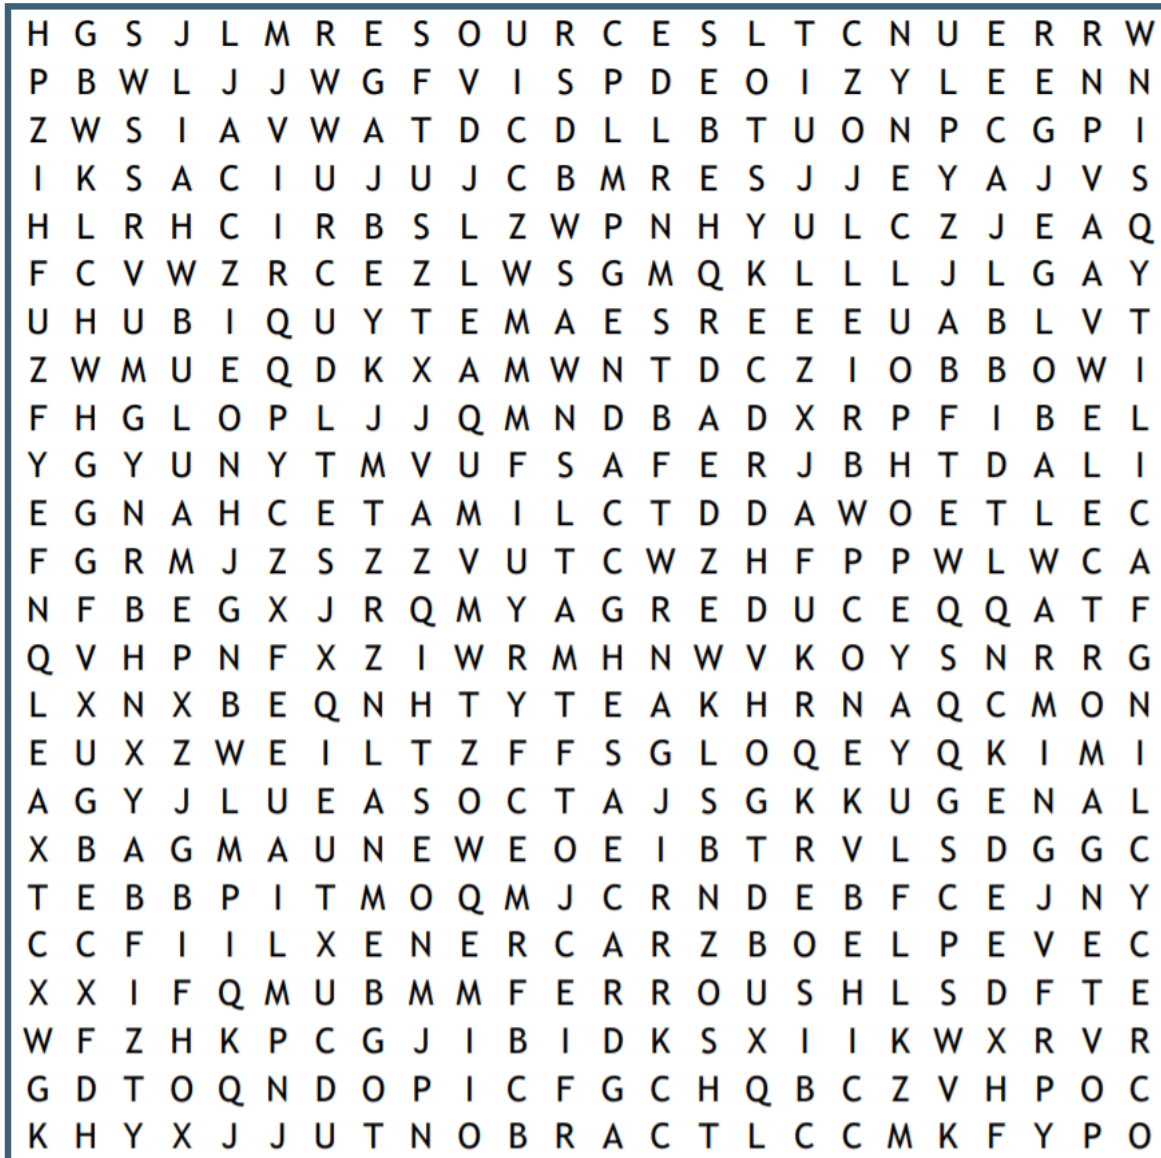 H G S J L M R E S O U R C E S L T C N U E R R W
P B W L J J W G F V I S P D E O I Z Y L E E N N
Z W S I A V W A T D C D L L B T U O N P C G P I
I K S A C I U J U J C B M R E S J J E Y A J V S
H L R H C I R B S L Z W P N H Y U L C Z J E A Q
F C V W Z R C E Z L W S G M Q K L L L J L G A Y
U H U B I Q U Y T E M A E S R E E E U A B L V T
Z W M U E Q D K X A M W N T D C Z I O B B O W I
F H G L O P L J J Q M N D B A D X R P F I B E L
Y G Y U N Y T M V U F S A F E R J B H T D A L I
E G N A H C E T A M I L C T D D A W O E T L E C
F G R M J Z S Z Z V U T C W Z H F P P W L W C A
N F B E G X J R Q M Y A G R E D U C E Q Q A T F
Q V H P N F X Z I W R M H N W V K O Y S N R R G
L X N X B E Q N H T Y T E A K H R N A Q C M O N
E U X Z W E I L T Z F F S G L O Q E Y Q K I M I
A G Y J L U E A S O C T A J S G K K U G E N A L
X B A G M A U N E W E O E I B T R V L S D G G C
T E B B P I T M O Q M J C R N D E B F C E J N Y
C C F I I L X E N E R C A R Z B O E L P E V E C
X X I F Q M U B M M F E R R O U S H L S D F T E
W F Z H K P C G J I B I D K S X I I K W X R V R
G D T O Q N D O P I C F G C H Q B C Z V H P O C
K H Y X J J U T N O B R A C T L C C M K F Y P O